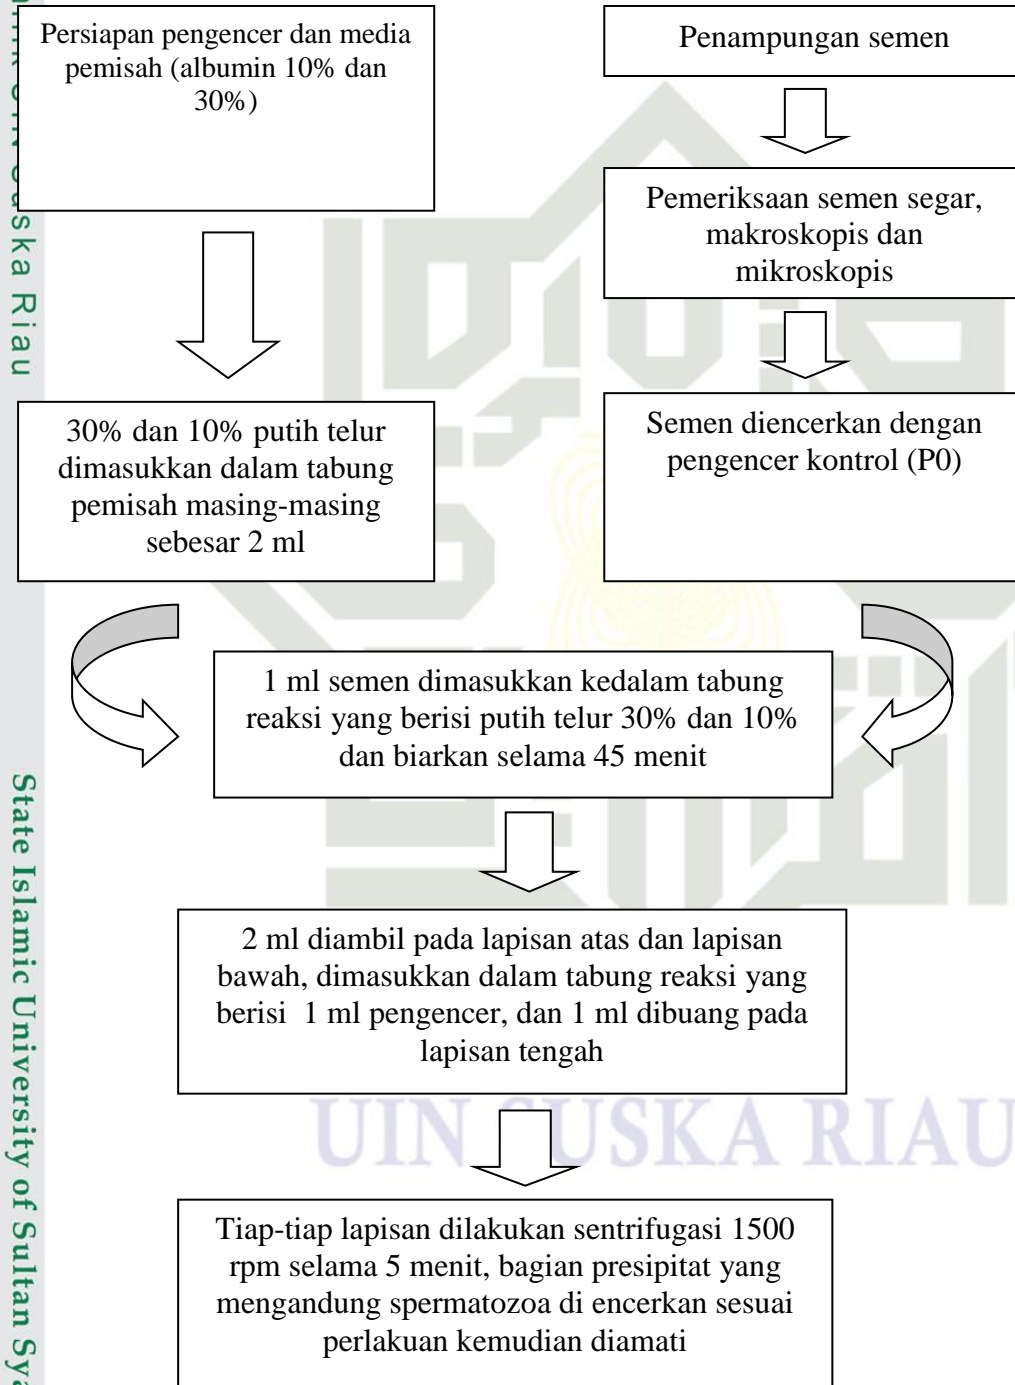 Persiapan pengencer dan media
pemisah (albumin 10% dan
30%)
Penampungan semen
Pemeriksaan semen segar,
makroskopis dan
mikroskopis
30% dan 10% putih telur
dimasukkan dalam tabung
pemisah masing-masing
sebesar 2 ml
Semen diencerkan dengan
pengencer kontrol (P0)
1 ml semen dimasukkan kedalam tabung
reaksi yang berisi putih telur 30% dan 10%
dan biarkan selama 45 menit
2 ml diambil pada lapisan atas dan lapisan
bawah, dimasukkan dalam tabung reaksi yang
berisi 1 ml pengencer, dan 1 ml dibuang pada
lapisan tengah
Tiap-tiap lapisan dilakukan sentrifugasi 1500
rpm selama 5 menit, bagian presipitat yang
mengandung spermatozoa di encerkan sesuai
perlakuan kemudian diamati
UIN SUSKA RIAU
Riau
State Islamic University of Sultan